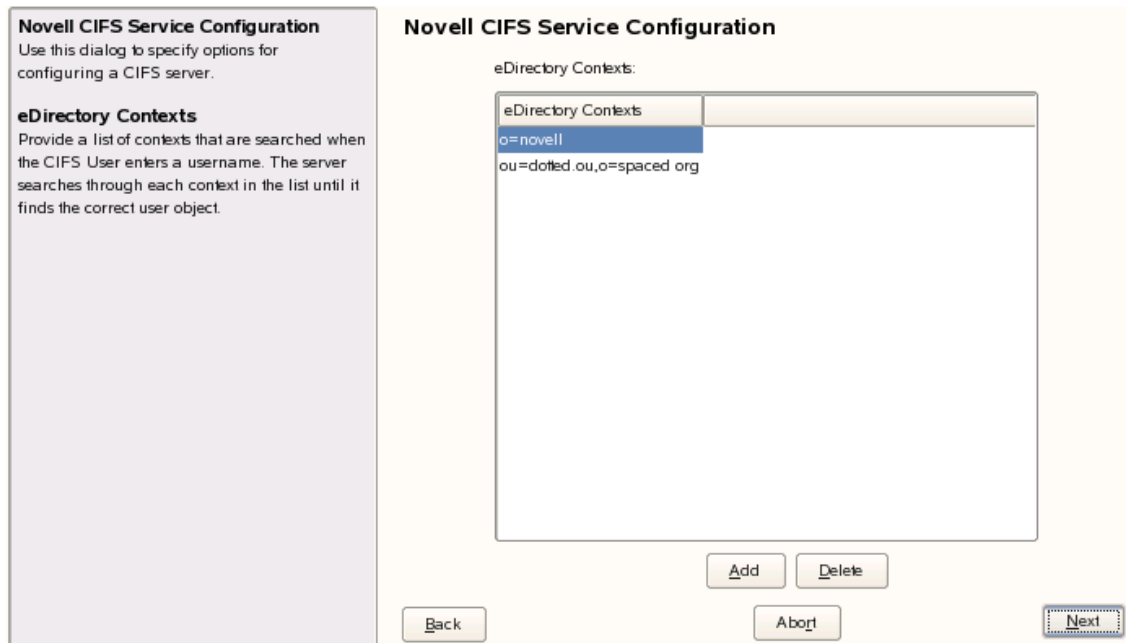 Novell CIFS Service Configuration
Use this dialog to specify options for
configuring a CIFS server.
eDirectory Contexts
Provide a list of contexts that are searched when
the CIFS User enters a username. The server
searches through each context in the list until it
finds the correct user object.
Novell CIFS Service Configuration
eDirectory Contexts:
eDirectory Contexts
o=novell
ou=dotted.ou,o=spaced org
Add
Delete
Back
Abort
Next